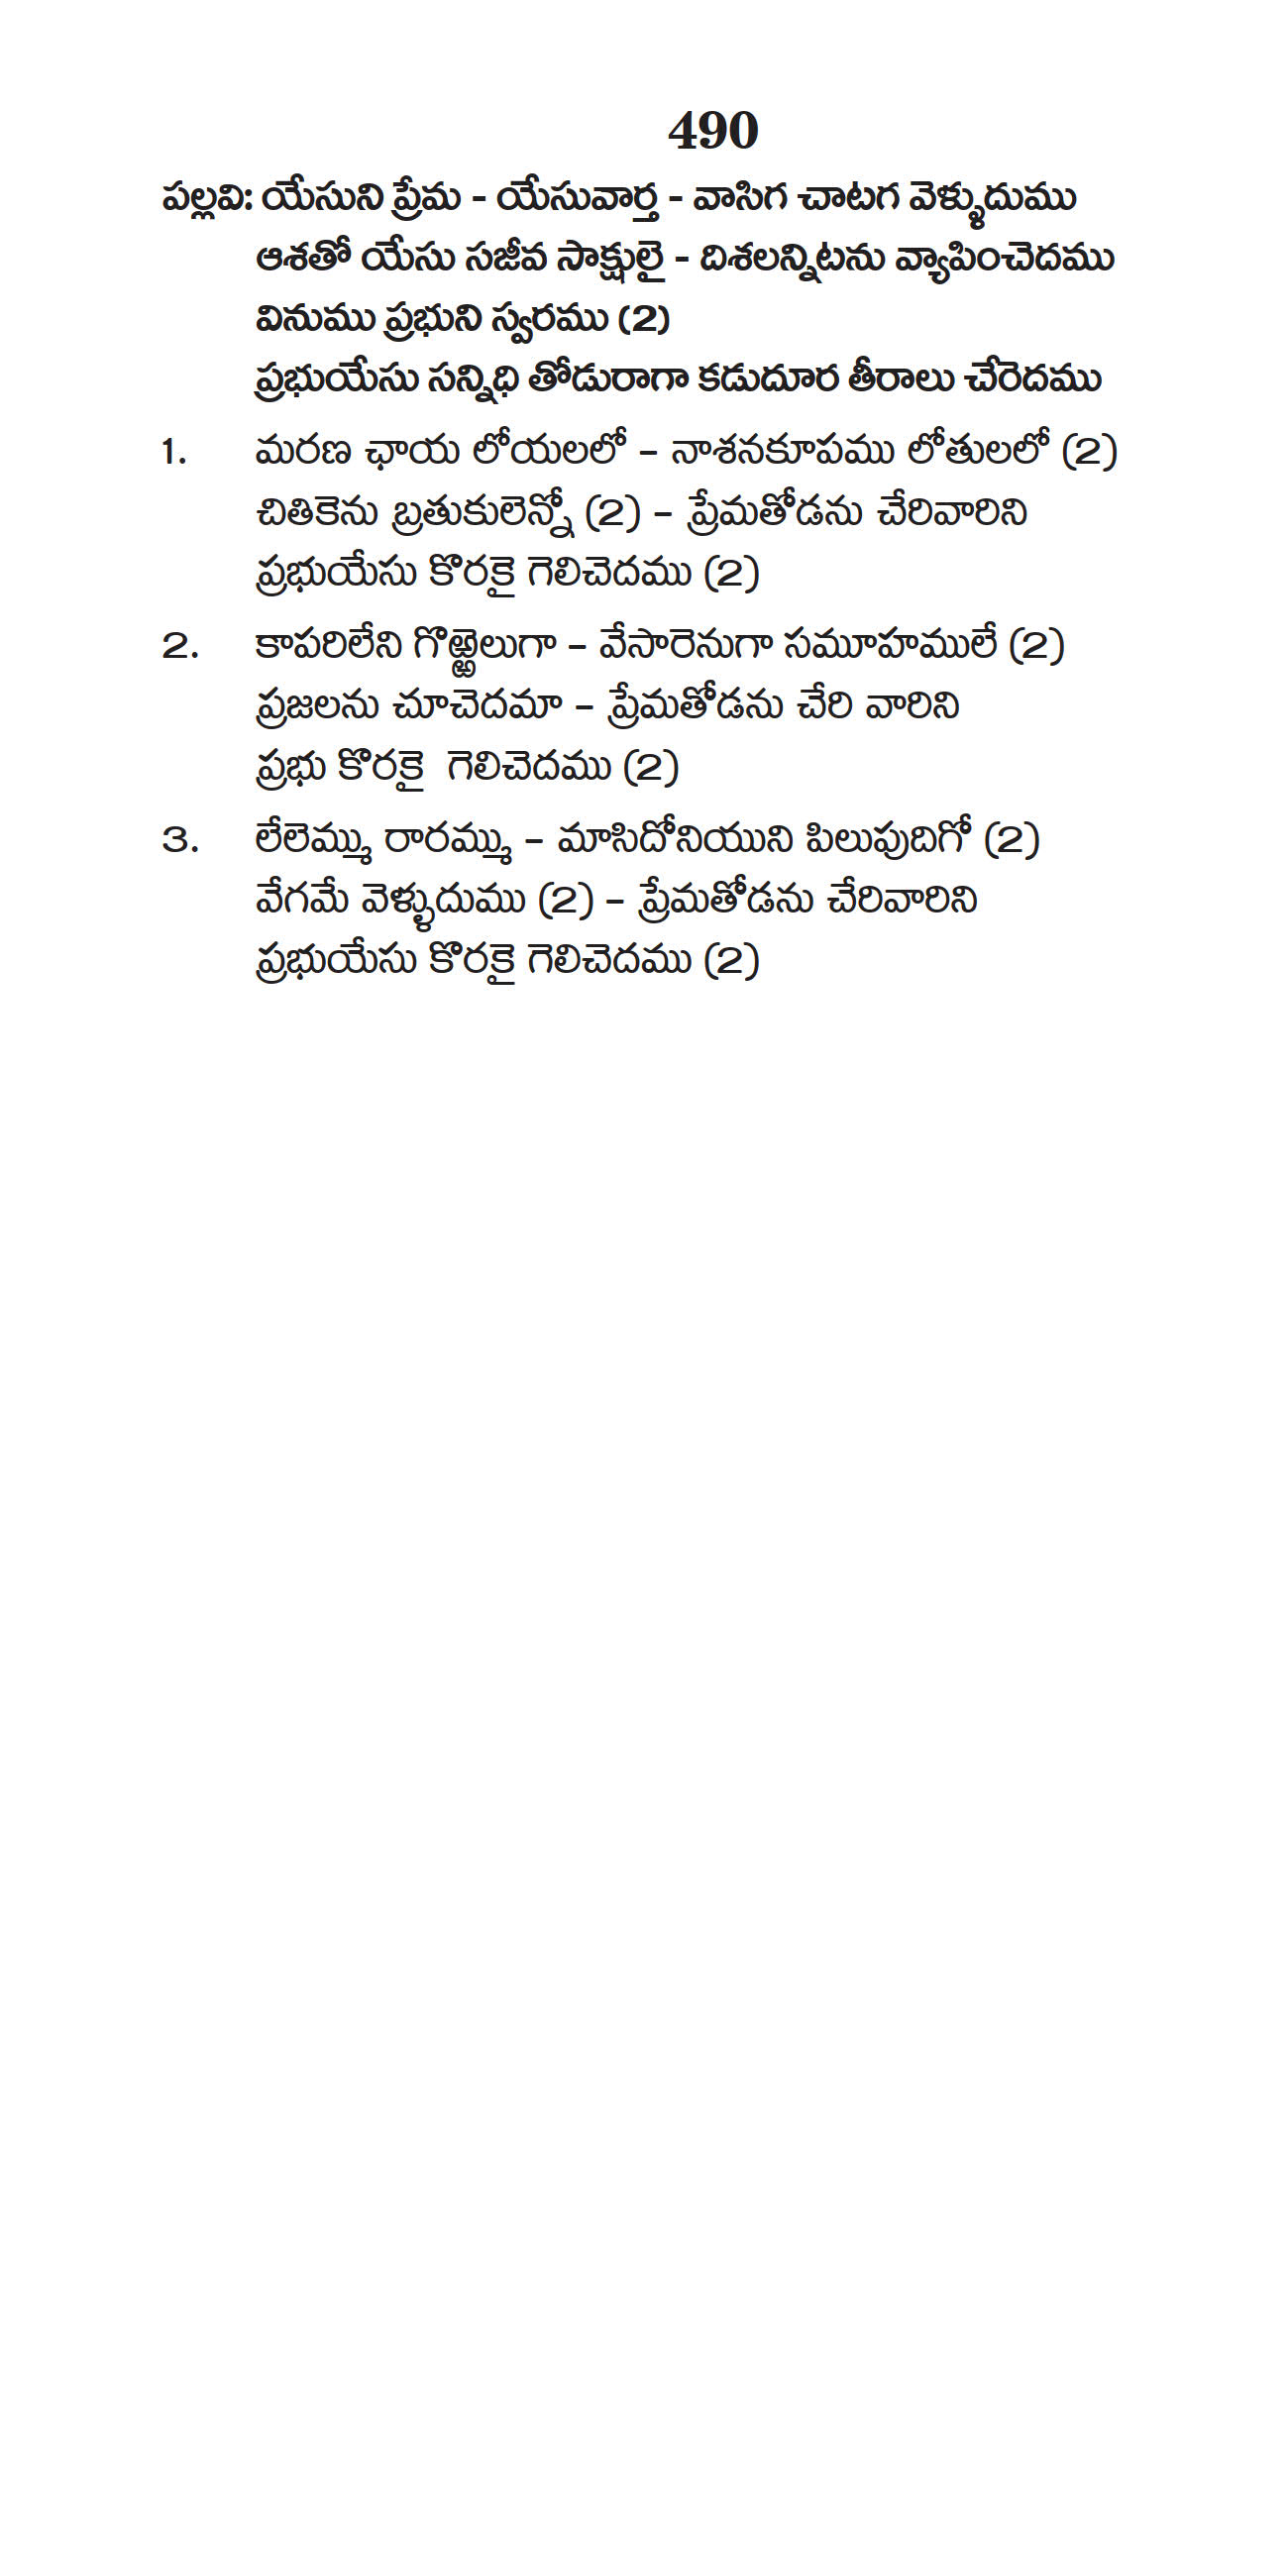 490
పల్లవి: యేసుని ప్రేమ - యేసువార్త - వాసిగ చాటగ వెళ్ళుదుము
ఆశతో యేసు సజీవ సాక్షులై - దిశలన్నిటను వ్యాపించెదము
వినుము ప్రభుని స్వరము (2)
ప్రభుయేసు సన్నిధి తోడురాగా కడుదూర తీరాలు చేరెదము
1. మరణ ఛాయ లోయలలో – నాశనకూపము లోతులలో (2)
చితికెను బ్రతుకులెన్నో (2) – ప్రేమతోడను చేరివారిని
ప్రభుయేసు కొరకై గెలిచెదము (2)
2. కాపరిలేని గొఱ్ఱెలుగా – వేసారెనుగా సమూహములే (2)
ప్రజలను చూచెదమా – ప్రేమతోడను చేరి వారిని
ప్రభు కొరకై గెలిచెదము (2)
3. లేలెమ్ము రారమ్ము – మాసిదోనియుని పిలుపుదిగో (2)
వేగమే వెళ్ళుదుము (2) – ప్రేమతోడను చేరివారిని
ప్రభుయేసు కొరకై గెలిచెదము (2)